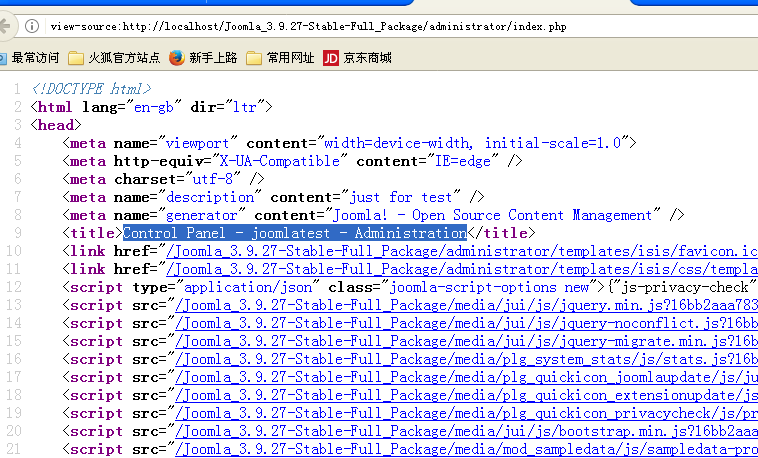 view-source:http://localhost/Joomla_3.9.27-Stable-Full_Package/administrator/index.php
最常访问 火狐官方站点 新手上路 常用网址 JD 京东商城
1 <!DOCTYPE html>
2 <html lang="en-gb" dir="ltr">
3 <head>
4 <meta name="viewport" content="width=device-width, initial-scale=1.0">
5 <meta http-equiv="X-UA-Compatible" content="IE=edge" />
6 <meta charset="utf-8" />
7 <meta name="description" content="just for test" />
8 <meta name="generator" content="Joomla! - Open Source Content Management" />
9 <title>Control Panel - joomlatest - Administration</title>
10 <link href="/Joomla_3.9.27-Stable-Full_Package/administrator/templates/isis/favicon.ic
11 <link href="/Joomla_3.9.27-Stable-Full_Package/administrator/templates/isis/css/templa
12 <script type="application/json" class="joomla-script-options new">{"js-privacy-check"
13 <script src="/Joomla_3.9.27-Stable-Full_Package/media/jui/js/jquery.min.js?16bb2aaa783
14 <script src="/Joomla_3.9.27-Stable-Full_Package/media/jui/js/jquery-noconflict.js?16bb
15 <script src="/Joomla_3.9.27-Stable-Full_Package/media/jui/js/jquery-migrate.min.js?16bb
16 <script src="/Joomla_3.9.27-Stable-Full_Package/media/plg_system_stats/js/stats.js?16b
17 <script src="/Joomla_3.9.27-Stable-Full_Package/media/plg_quickicon_joomlaupdate/js/ju
18 <script src="/Joomla_3.9.27-Stable-Full_Package/media/plg_quickicon_extensionupdate/js
19 <script src="/Joomla_3.9.27-Stable-Full_Package/media/plg_quickicon_privacycheck/js/pr
20 <script src="/Joomla_3.9.27-Stable-Full_Package/media/jui/js/bootstrap.min.js?16bb2aaa
21 <script src="/Joomla_3.9.27-Stable-Full_Package/media/mod_sampledata/js/sampledata-pro